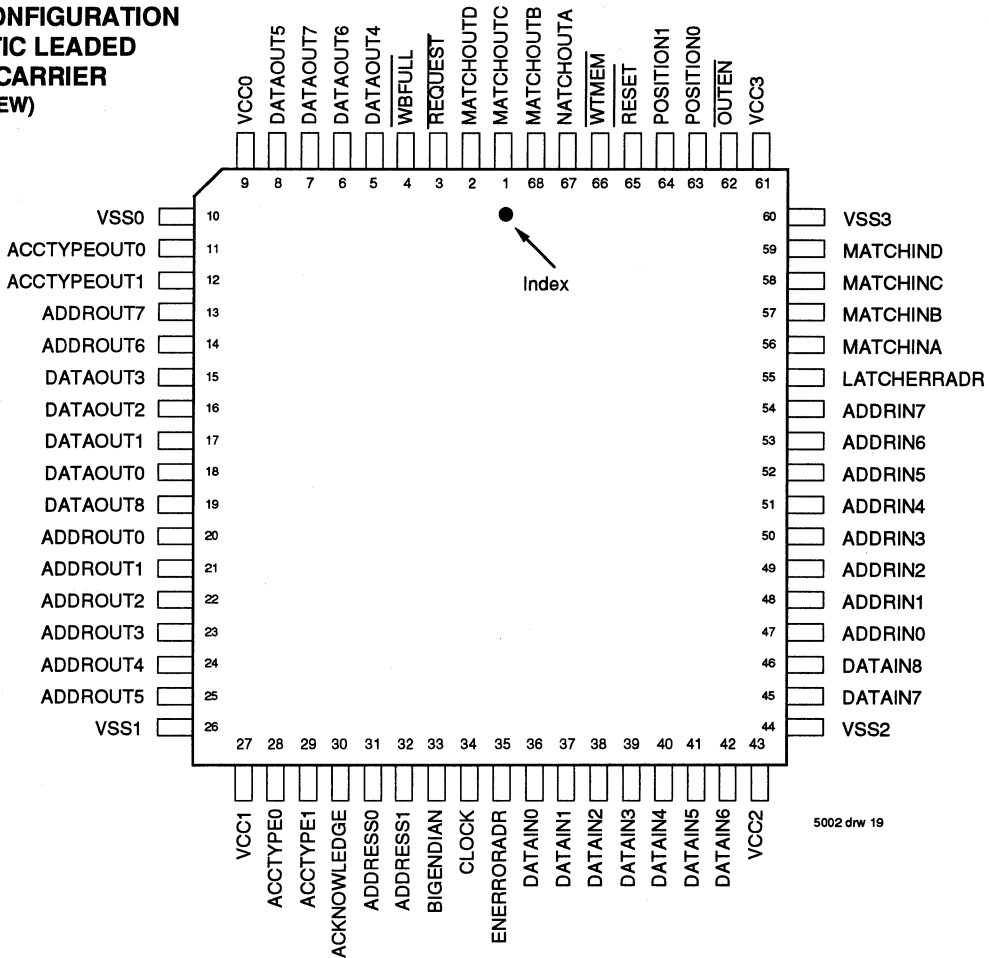 ONFIGURATION
TIC LEADED
CARRIER
EW)
VCC0
DATAOUT5
DATAOUT7
DATAOUT6
DATAOUT4
WBFULL
REQUEST
MATCHOUTD
MATCHOUTC
MATCHOUTB
NATCHOUTA
WTMEM
RESET
POSITION1
POSITION0
OUTEN
VCC3
9 8 7 6 5 4 3 2 1 68 67 66 65 64 63 62 61
VSS0 10
ACCTYPEOUT0 11
ACCTYPEOUT1 12
ADDROUT7 13
ADDROUT6 14
DATAOUT3 15
DATAOUT2 16
DATAOUT1 17
DATAOUT0 18
DATAOUT8 19
ADDROUT0 20
ADDROUT1 21
ADDROUT2 22
ADDROUT3 23
ADDROUT4 24
ADDROUT5 25
VSS1 26
Index
60 VSS3
59 MATCHIND
58 MATCHINC
57 MATCHINB
56 MATCHINA
55 LATCHERRADR
54 ADDRIN7
53 ADDRIN6
52 ADDRIN5
51 ADDRIN4
50 ADDRIN3
49 ADDRIN2
48 ADDRIN1
47 ADDRIN0
46 DATAIN8
45 DATAIN7
44 VSS2
27 28 29 30 31 32 33 34 35 36 37 38 39 40 41 42 43
VCC1
ACCTYPE0
ACCTYPE1
ACKNOWLEDGE
ADDRESS0
ADDRESS1
BIGENDIAN
CLOCK
ENERRORADR
DATAIN0
DATAIN1
DATAIN2
DATAIN3
DATAIN4
DATAIN5
DATAIN6
VCC2
5002 drw 19